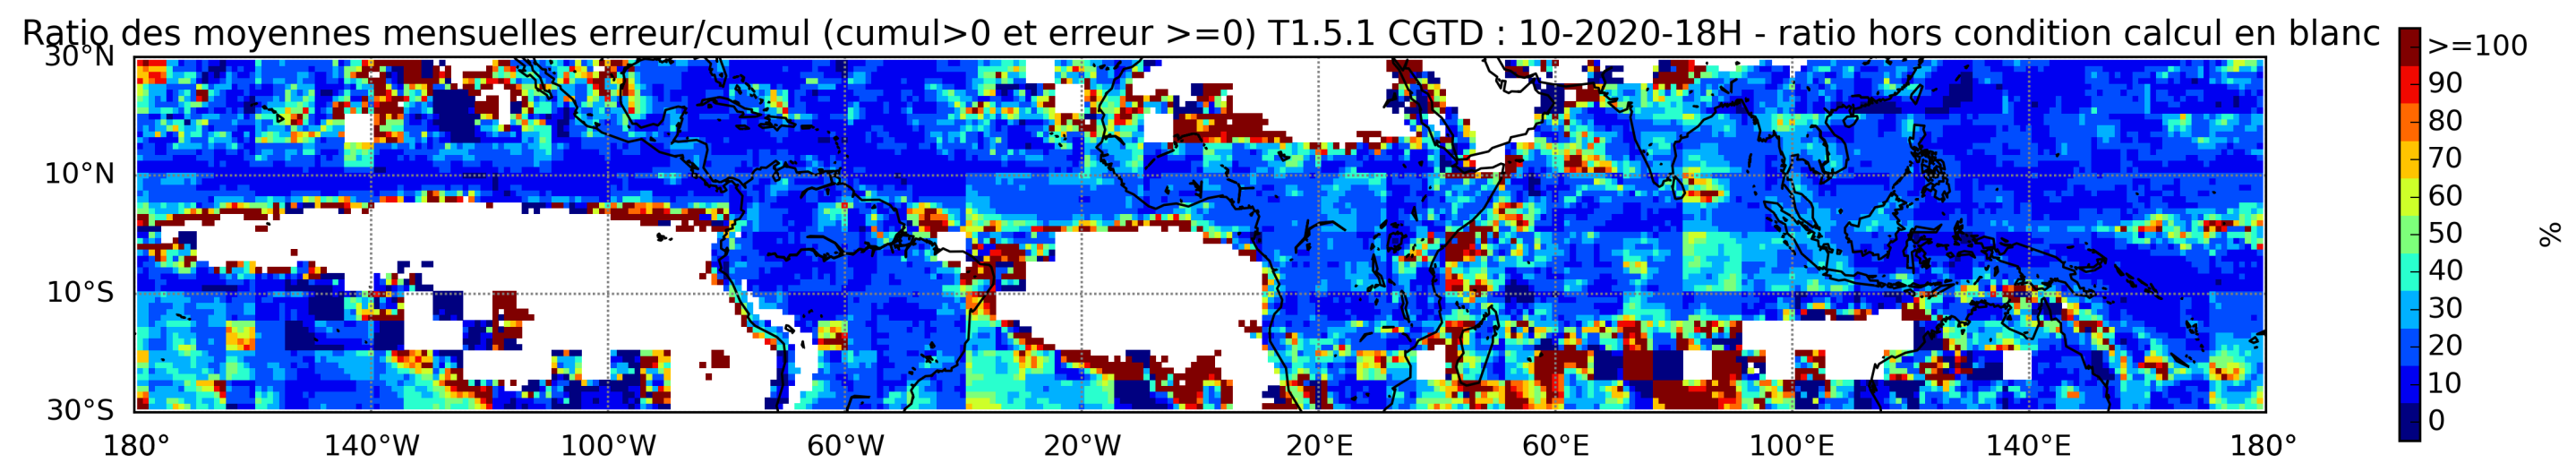 Ratio des moyennes mensuelles erreur/cumul (cumul>0 et erreur >=0) T1.5.1 CGTD : 10-2020-18H - ratio hors condition calcul en blanc
30°N
10°N
10°S
30°S
180° 140°W 100°W 60°W 20°W 20°E 60°E 100°E 140°E 180°
>=100
90
80
70
60
50
40
30
20
10
0
%